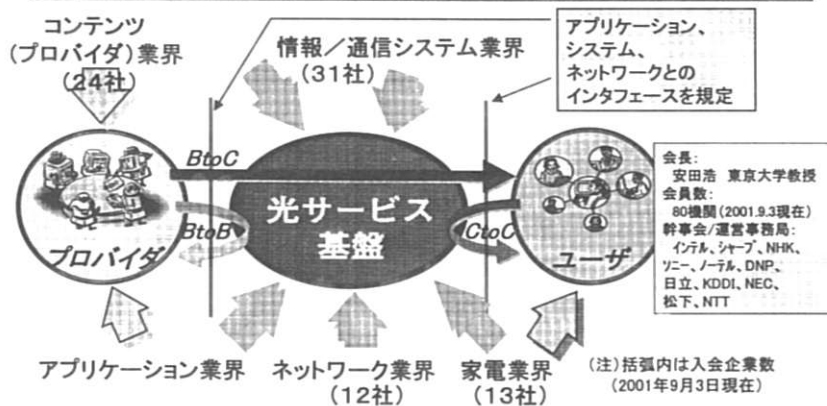 コンテンツ
(プロバイダ)業界
(24社)
情報／通信システム業界
(31社)
アプリケーション、
システム、
ネットワークとの
インタフェースを規定
BtoC
BtoB
プロバイダ
光サービス
基盤
CtoC
ユーザ
会長:
安田浩 東京大学教授
会員数:
80機関(2001.9.3現在)
幹事会/運営事務局:
インテル、シャープ、NHK、
ソニー、ノーテル、DNP、
日立、KDDI、NEC、
松下、NTT
アプリケーション業界
ネットワーク業界
(12社)
家電業界
(13社)
(注)括弧内は入会企業数
(2001年9月3日現在)